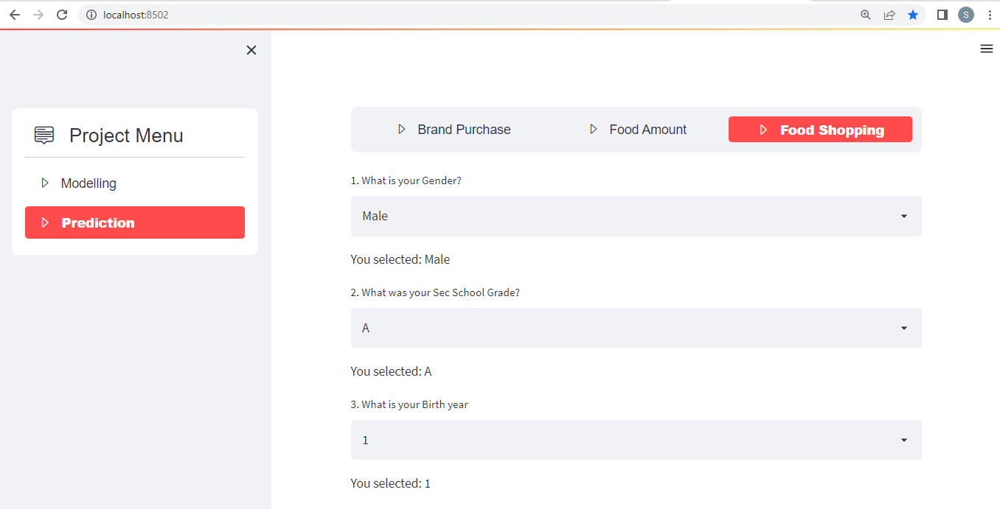 localhost:8502
S
Project Menu
Modelling
Prediction
Brand Purchase
Food Amount
Food Shopping
1. What is your Gender?
Male
You selected: Male
2. What was your Sec School Grade?
A
You selected: A
3. What is your Birth year
1
You selected: 1